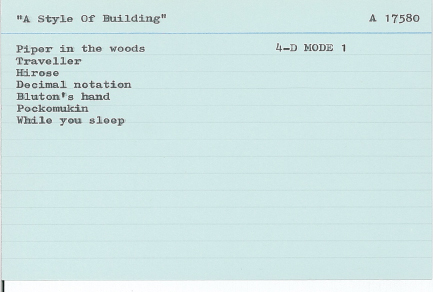 "A Style Of Building" A 17580
Piper in the woods 4-D MODE 1
Traveller
Hirose
Decimal notation
Bluton's hand
Pockomukin
While you sleep